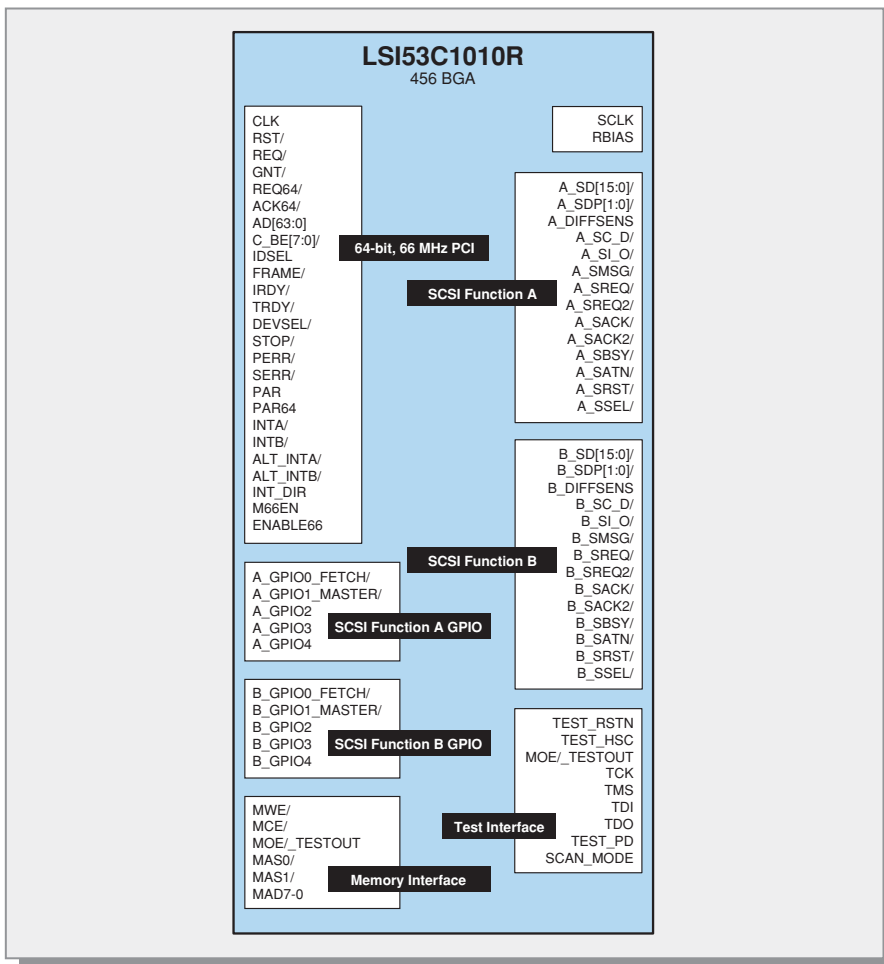 LSI53C1010R
456 BGA
CLK
RST/
REQ/
GNT/
REQ64/
ACK64/
AD[63:0]
C_BE[7:0]/
IDSEL
FRAME/
IRDY/
TRDY/
DEVSEL/
STOP/
PERR/
SERR/
PAR
PAR64
INTA/
INTB/
ALT_INTA/
ALT_INTB/
INT_DIR
M66EN
ENABLE66
64-bit, 66 MHz PCI
A_GPIO0_FETCH/
A_GPIO1_MASTER/
A_GPIO2
A_GPIO3
A_GPIO4
SCSI Function A GPIO
B_GPIO0_FETCH/
B_GPIO1_MASTER/
B_GPIO2
B_GPIO3
B_GPIO4
SCSI Function B GPIO
MWE/
MCE/
MOE/_TESTOUT
MAS0/
MAS1/
MAD7-0
Memory Interface
SCLK
RBIAS
A_SD[15:0]/
A_SDP[1:0]/
A_DIFFSENS
A_SC_D/
A_SI_O/
A_SMSG/
A_SREQ/
A_SREQ2/
A_SACK/
A_SACK2/
A_SBSY/
A_SATN/
A_SRST/
A_SSEL/
SCSI Function A
B_SD[15:0]/
B_SDP[1:0]/
B_DIFFSENS
B_SC_D/
B_SI_O/
B_SMSG/
B_SREQ/
B_SREQ2/
B_SACK/
B_SACK2/
B_SBSY/
B_SATN/
B_SRST/
B_SSEL/
SCSI Function B
TEST_RSTN
TEST_HSC
MOE/_TESTOUT
TCK
TMS
TDI
TDO
TEST_PD
SCAN_MODE
Test Interface